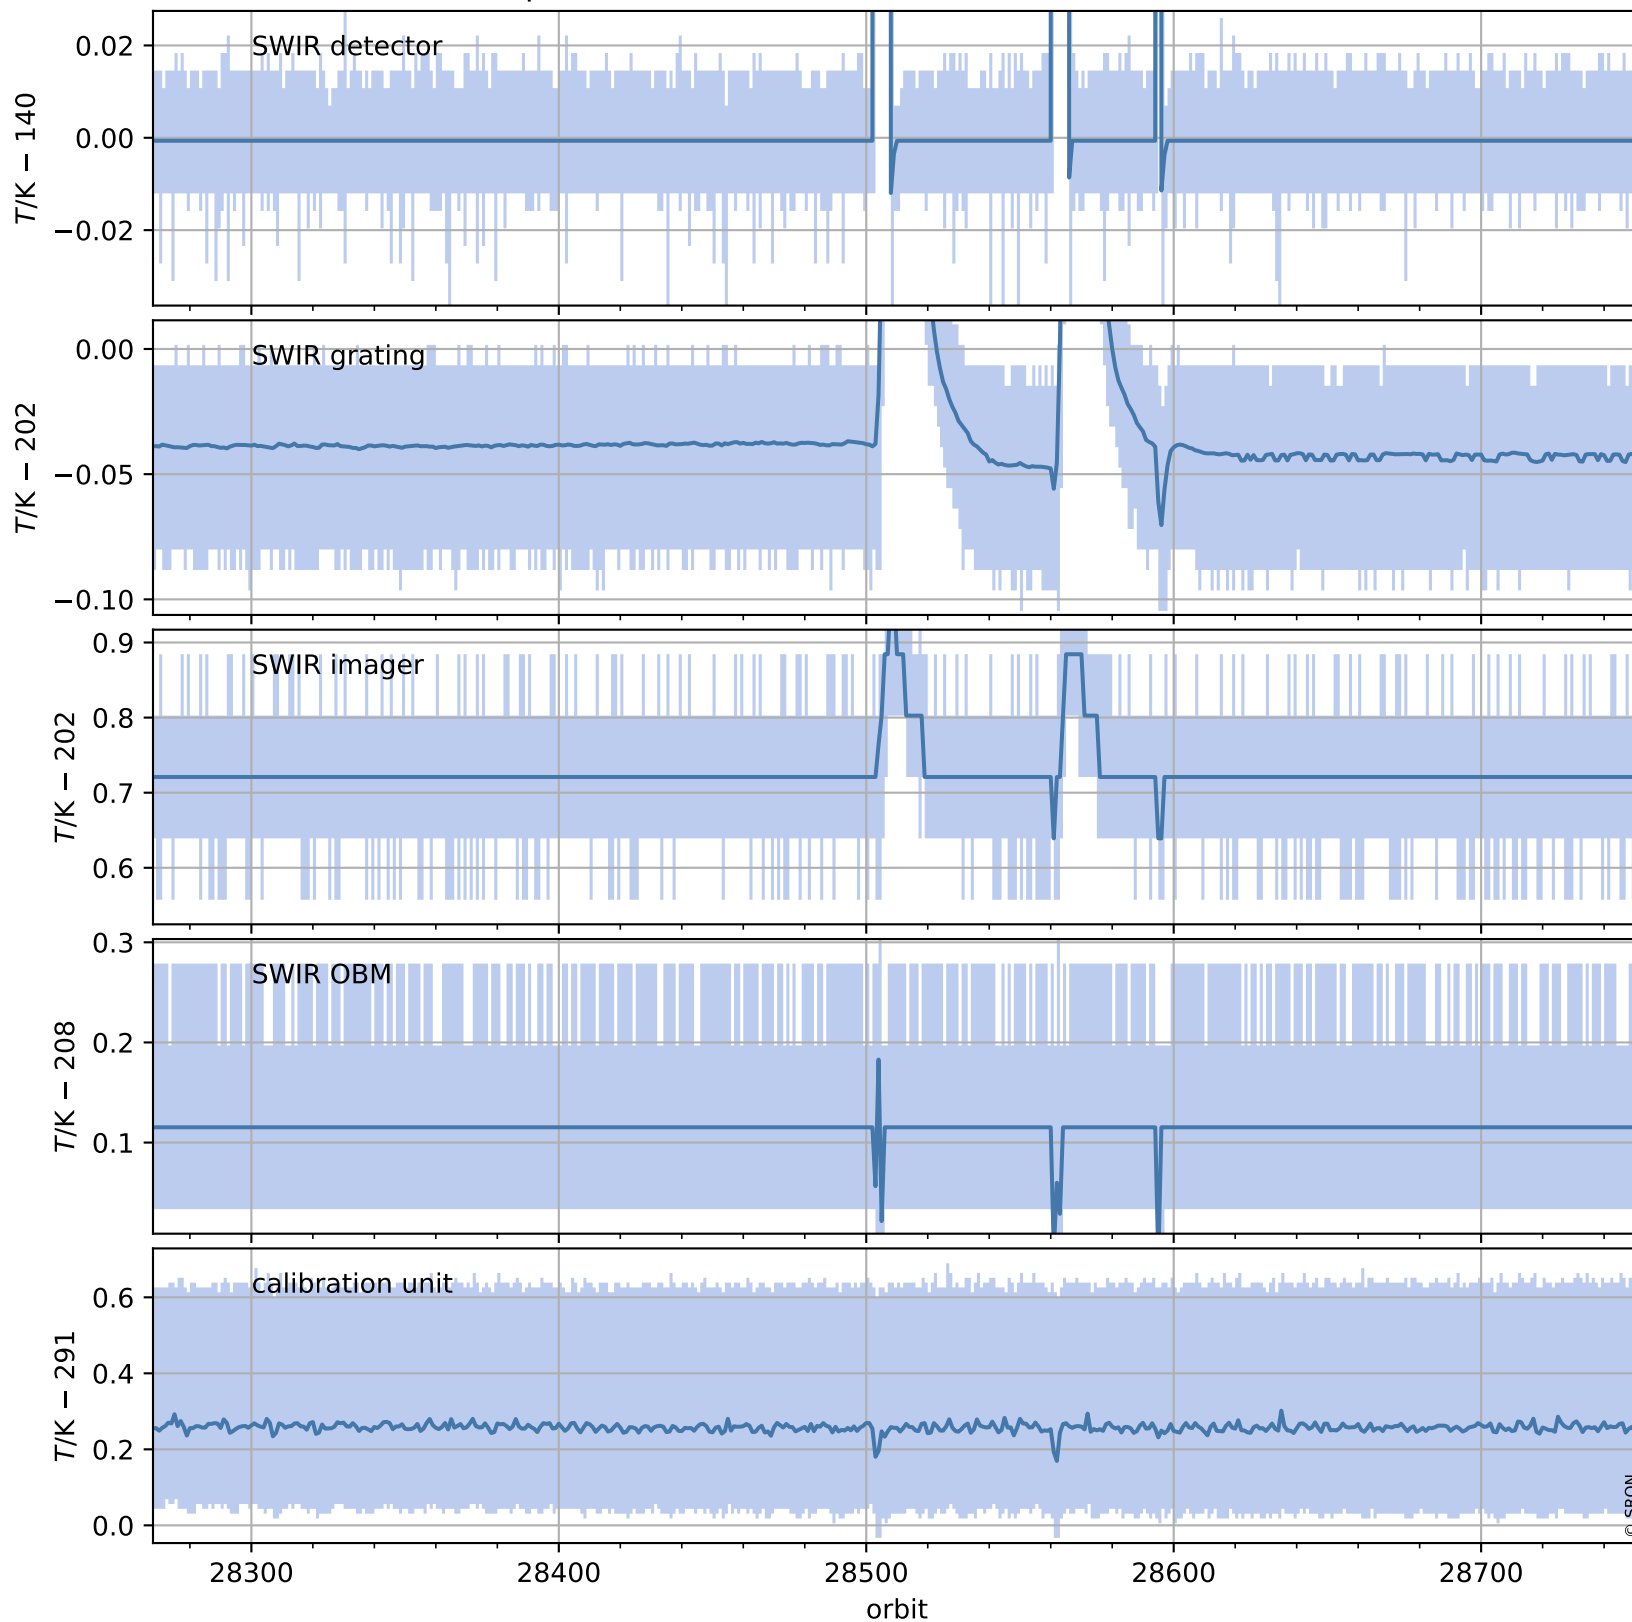 SWIR detector
0.02
0.00
−0.02
T/K − 140
SWIR grating
0.00
−0.05
−0.10
T/K − 202
SWIR imager
0.9
0.8
0.7
0.6
T/K − 202
SWIR OBM
0.3
0.2
0.1
T/K − 208
calibration unit
0.6
0.4
0.2
0.0
T/K − 291
© SRON
28300 28400 28500 28600 28700
orbit